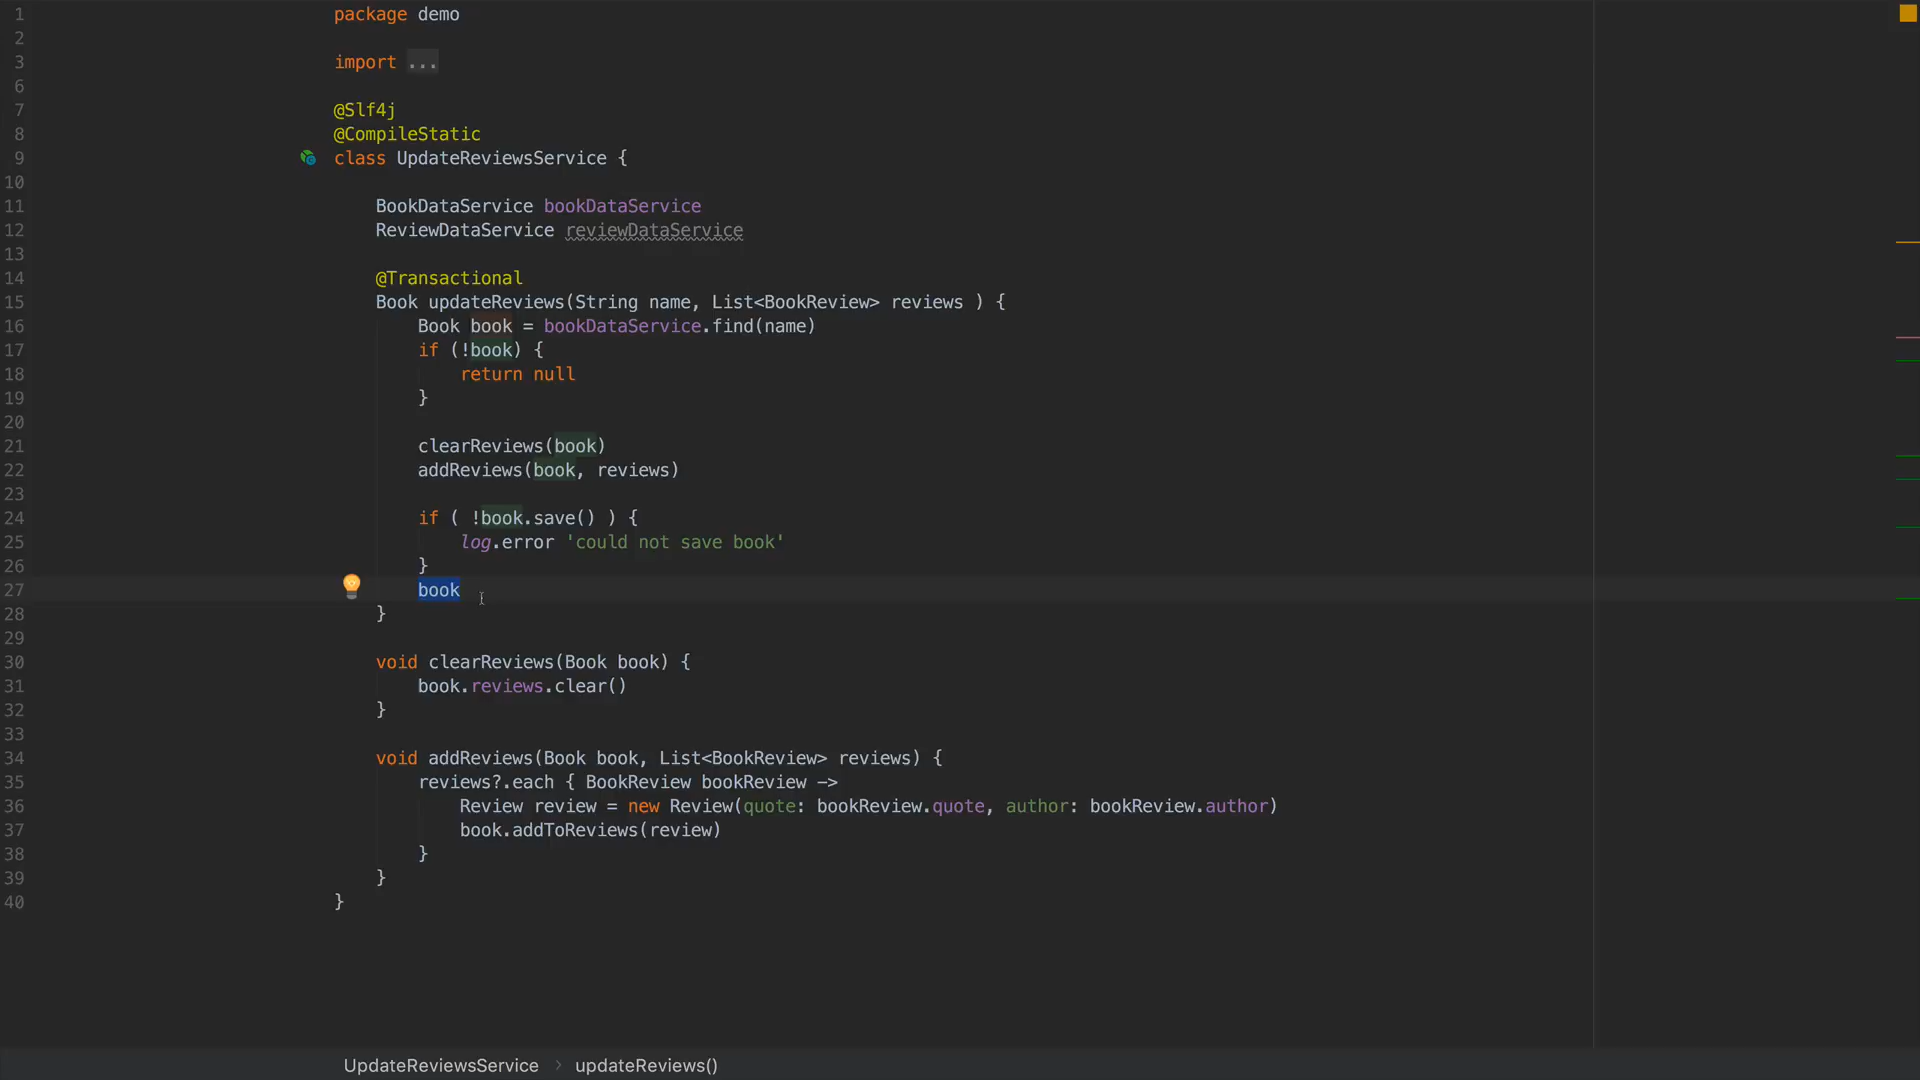 1 package demo
2
3 import ...
6
7 @Slf4j
8 @CompileStatic
9 class UpdateReviewsService {
10
11 BookDataService bookDataService
12 ReviewDataService reviewDataService
13
14 @Transactional
15 Book updateReviews(String name, List<BookReview> reviews ) {
16 Book book = bookDataService.find(name)
17 if (!book) {
18 return null
19 }
20
21 clearReviews(book)
22 addReviews(book, reviews)
23
24 if ( !book.save() ) {
25 log.error 'could not save book'
26 }
27 book
28 }
29
30 void clearReviews(Book book) {
31 book.reviews.clear()
32 }
33
34 void addReviews(Book book, List<BookReview> reviews) {
35 reviews?.each { BookReview bookReview ->
36 Review review = new Review(quote: bookReview.quote, author: bookReview.author)
37 book.addToReviews(review)
38 }
39 }
40 }
UpdateReviewsService › updateReviews()